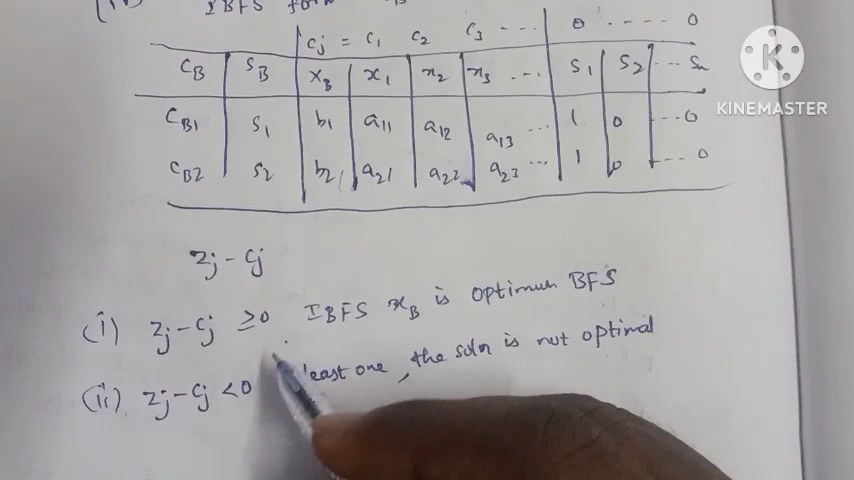 IBFS
Cj = C1 C2 C3 ---- 0 ----- 0
CB SB XB x1 x2 x3 ---- S1 S2 --- Sn
CB1 S1 b1 a11 a12 a13 --- 1 0 --- 0
CB2 S2 b2 a21 a22 a23 --- 1 0 --- 0
Zj - Cj
(i) Zj - Cj ≥0. IBFS xB is optimum BFS
(ii) Zj - Cj <0 least one, the soln is not optimal
KINEMASTER